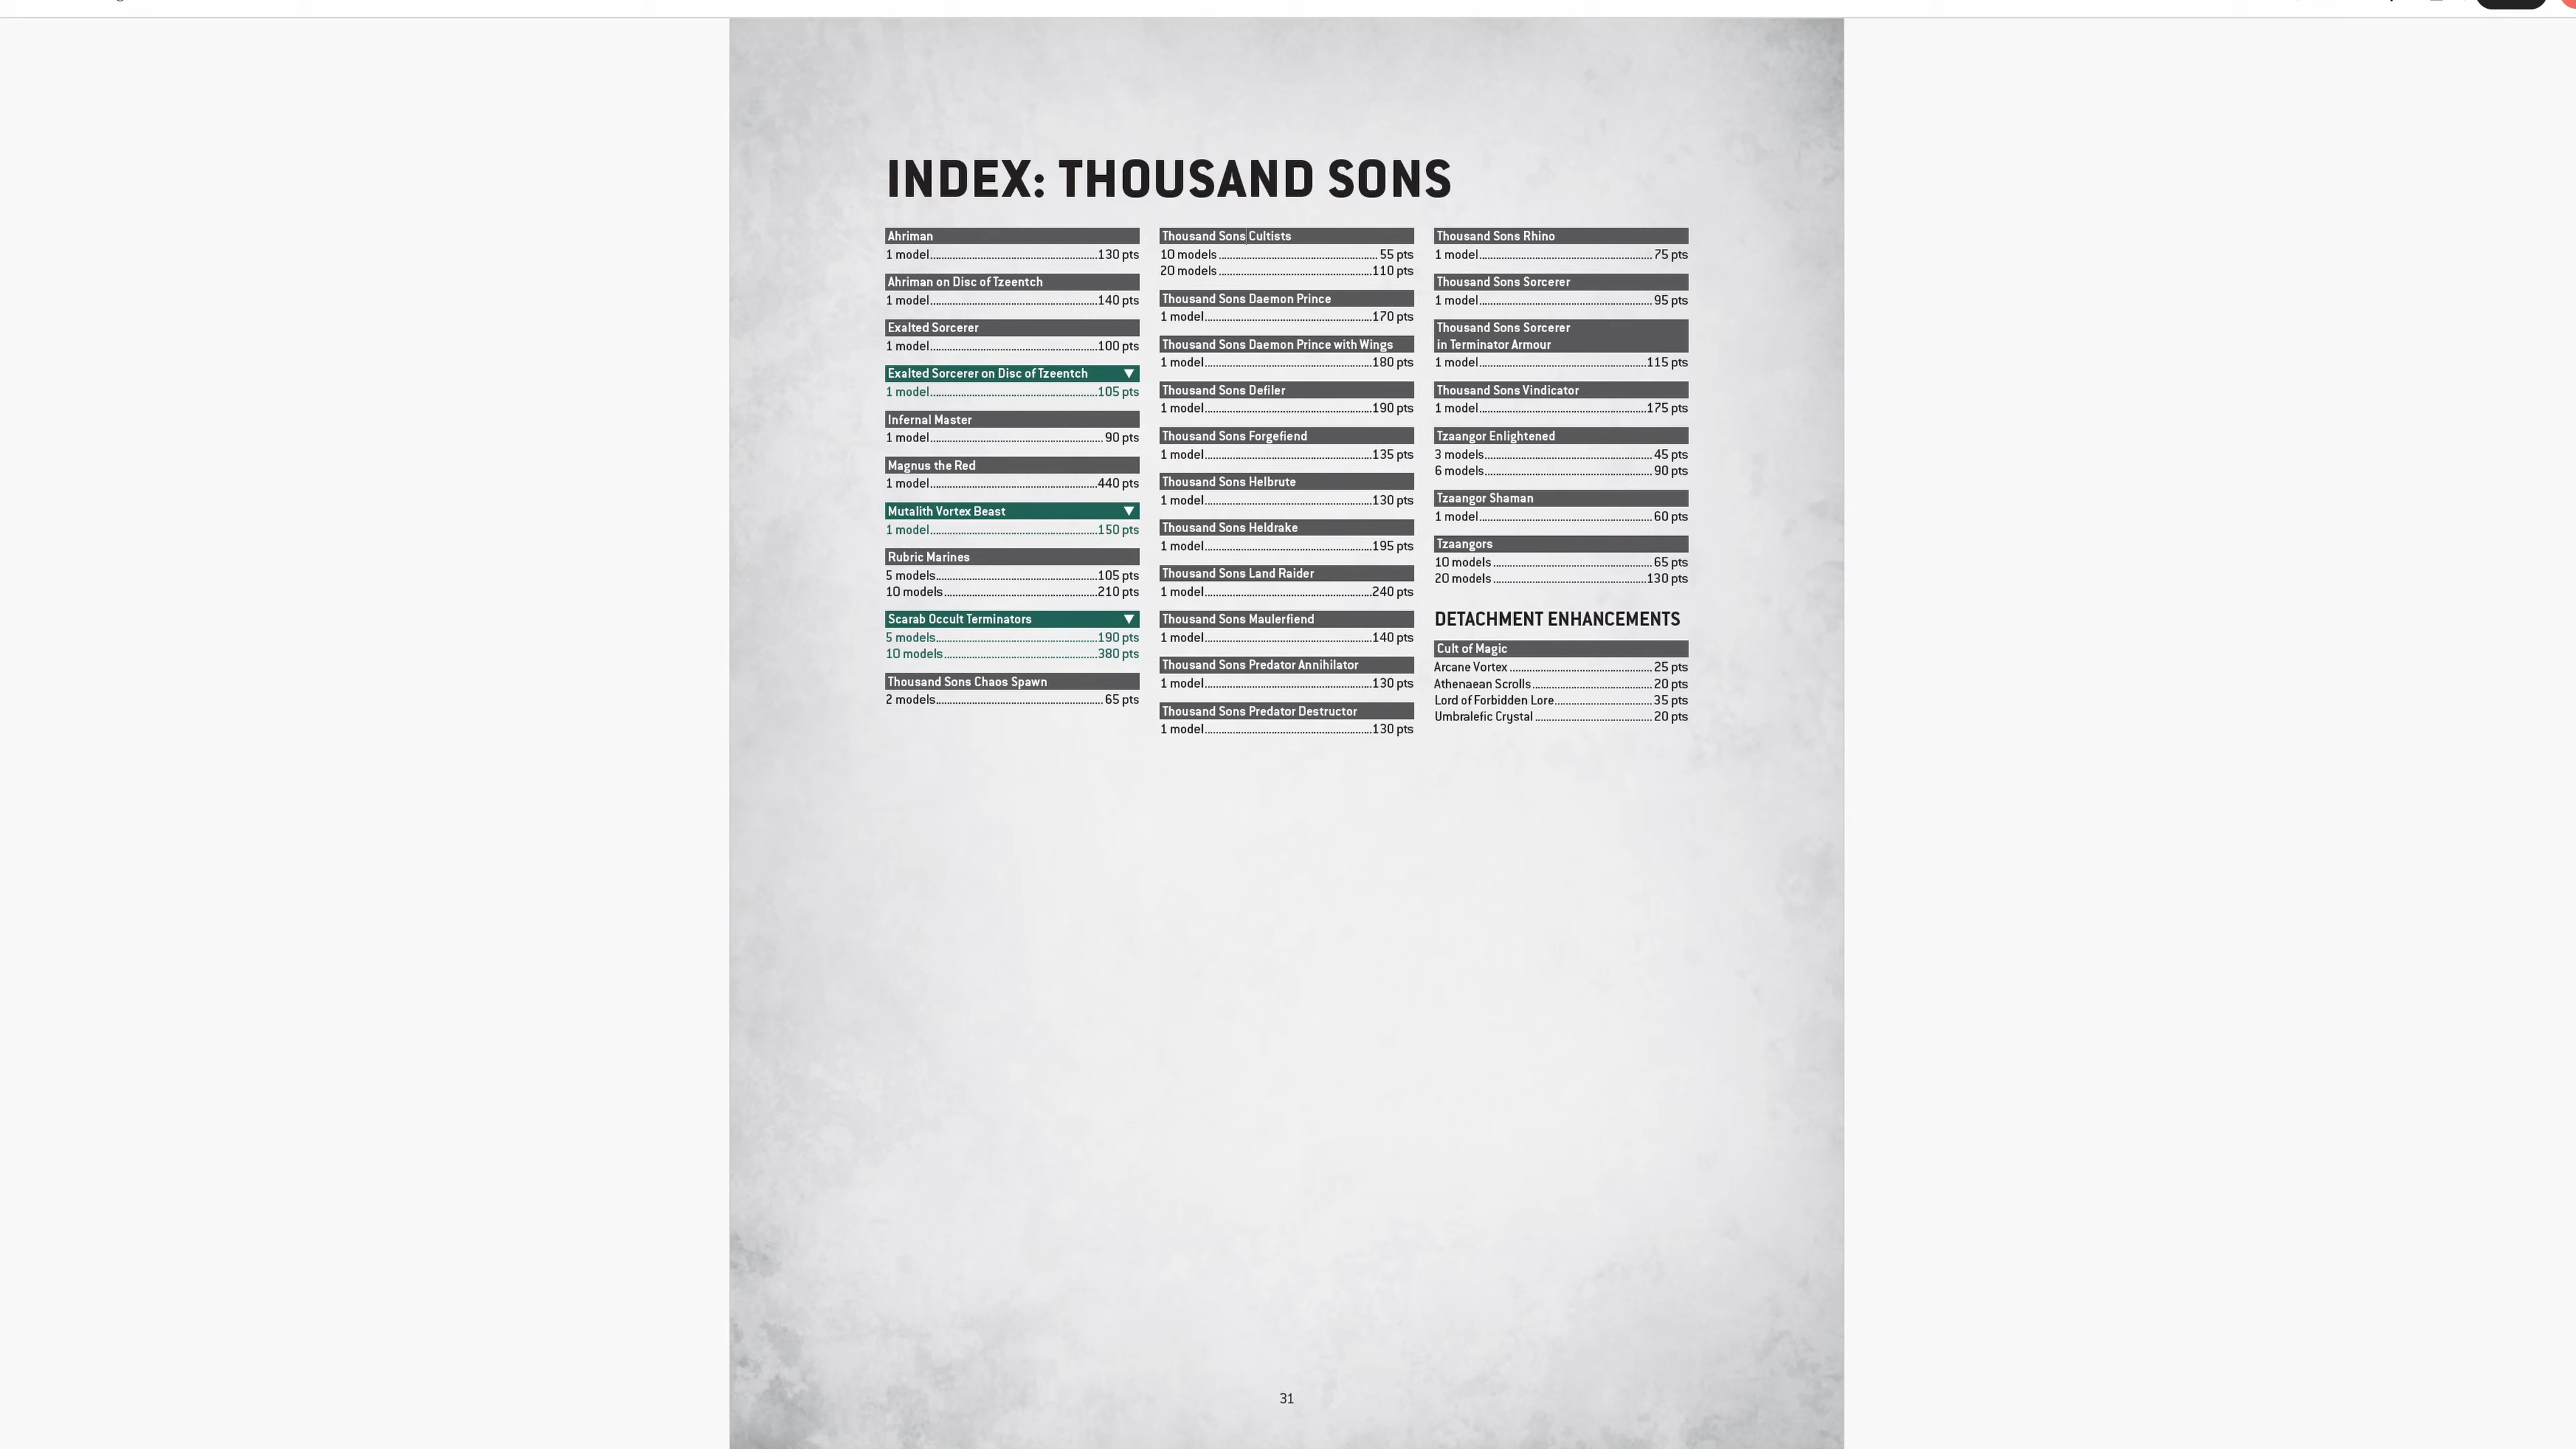 INDEX: THOUSAND SONS
Ahriman
1 model..........130 pts
Ahriman on Disc of Tzeentch
1 model..........140 pts
Exalted Sorcerer
1 model..........100 pts
Exalted Sorcerer on Disc of Tzeentch ▼
1 model..........105 pts
Infernal Master
1 model..........90 pts
Magnus the Red
1 model..........440 pts
Mutalith Vortex Beast ▼
1 model..........150 pts
Rubric Marines
5 models..........105 pts
10 models..........210 pts
Scarab Occult Terminators ▼
5 models..........190 pts
10 models..........380 pts
Thousand Sons Chaos Spawn
2 models..........65 pts
Thousand Sons Cultists
10 models..........55 pts
20 models..........110 pts
Thousand Sons Daemon Prince
1 model..........170 pts
Thousand Sons Daemon Prince with Wings
1 model..........180 pts
Thousand Sons Defiler
1 model..........190 pts
Thousand Sons Forgefiend
1 model..........135 pts
Thousand Sons Helbrute
1 model..........130 pts
Thousand Sons Heldrake
1 model..........195 pts
Thousand Sons Land Raider
1 model..........240 pts
Thousand Sons Maulerfiend
1 model..........140 pts
Thousand Sons Predator Annihilator
1 model..........130 pts
Thousand Sons Predator Destructor
1 model..........130 pts
Thousand Sons Rhino
1 model..........75 pts
Thousand Sons Sorcerer
1 model..........95 pts
Thousand Sons Sorcerer
in Terminator Armour
1 model..........115 pts
Thousand Sons Vindicator
1 model..........175 pts
Tzaangor Enlightened
3 models..........45 pts
6 models..........90 pts
Tzaangor Shaman
1 model..........60 pts
Tzaangors
10 models..........65 pts
20 models..........130 pts
DETACHMENT ENHANCEMENTS
Cult of Magic
Arcane Vortex..........25 pts
Athenaean Scrolls..........20 pts
Lord of Forbidden Lore..........35 pts
Umbralefic Crystal..........20 pts
31